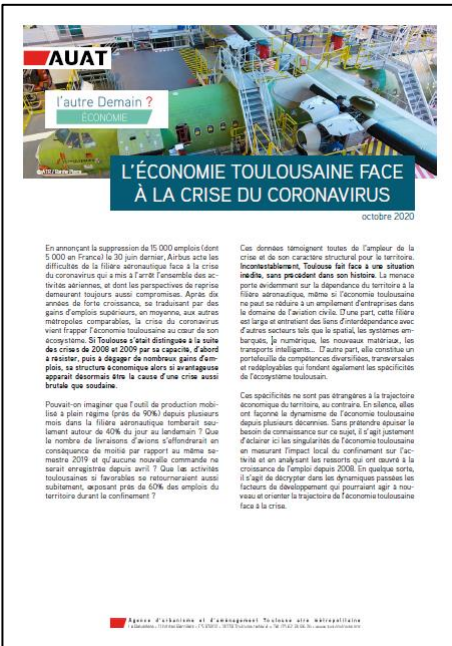 AUAT
l'autre Demain ?
ÉCONOMIE
L'ÉCONOMIE TOULOUSAINE FACE
À LA CRISE DU CORONAVIRUS
octobre 2020
En annonçant la suppression de 15 000 emplois (dont
5 000 en France) le 30 juin dernier, Airbus acte les
difficultés de la filière aéronautique face à la crise
du coronavirus qui a mis à l'arrêt l'ensemble des ac-
tivités aériennes, et dont les perspectives de reprise
demeurent toujours aussi compromises. Après dix
années de forte croissance, se traduisant par des
gains d'emplois supérieurs, en moyenne, aux autres
métropoles comparables, la crise du coronavirus
vient frapper l'économie toulousaine au cœur de son
écosystème. Si Toulouse s'était distinguée à la suite
des crises de 2008 et 2009 par sa capacité, d'abord
à résister, puis à dégager de nombreux gains d'em-
plois, sa structure économique alors si avantageuse
apparait désormais être la cause d'une crise aussi
brutale que soudaine.
Pouvait-on imaginer que l'outil de production mobi-
lisé à plein régime (près de 90%) depuis plusieurs
mois dans la filière aéronautique tomberait seu-
lement autour de 40% du jour au lendemain ? Que
le nombre de livraisons d'avions s'effondrerait en
conséquence de moitié par rapport au même se-
mestre 2019 et qu'aucune nouvelle commande ne
serait enregistrée depuis avril ? Que les activités
toulousaines si favorables se retourneraient aussi
subitement, exposant près de 60% des emplois du
territoire durant le confinement ?
Ces données témoignent toutes de l'ampleur de la
crise et de son caractère structurel pour le territoire.
Incontestablement, Toulouse fait face à une situation
inédite, sans précédent dans son histoire. La menace
porte évidemment sur la dépendance du territoire à la
filière aéronautique, même si l'économie toulousaine
ne peut se réduire à un empilement d'entreprises dans
le domaine de l'aviation civile. D'une part, cette filière
est large et entretient des liens d'interdépendance avec
d'autres secteurs tels que le spatial, les systèmes em-
barqués, le numérique, les nouveaux matériaux, les
transports intelligents... D'autre part, elle constitue un
portefeuille de compétences diversifiées, transversales
et redéployables qui fondent également les spécificités
de l'écosystème toulousain.
Ces spécificités ne sont pas étrangères à la trajectoire
économique du territoire, au contraire. En silence, elles
ont façonné le dynamisme de l'économie toulousaine
depuis plusieurs décennies. Sans prétendre épuiser le
besoin de connaissance sur ce sujet, il s'agit justement
d'éclairer ici les singularités de l'économie toulousaine
en mesurant l'impact local du confinement sur l'ac-
tivité et en analysant les ressorts qui ont œuvré à la
croissance de l'emploi depuis 2008. En quelque sorte,
il s'agit de décrypter dans les dynamiques passées les
facteurs de développement qui pourraient agir à nou-
veau et orienter la trajectoire de l'économie toulousaine
face à la crise.
Agence d'urbanisme et d'aménagement Toulouse aire métropolitaine